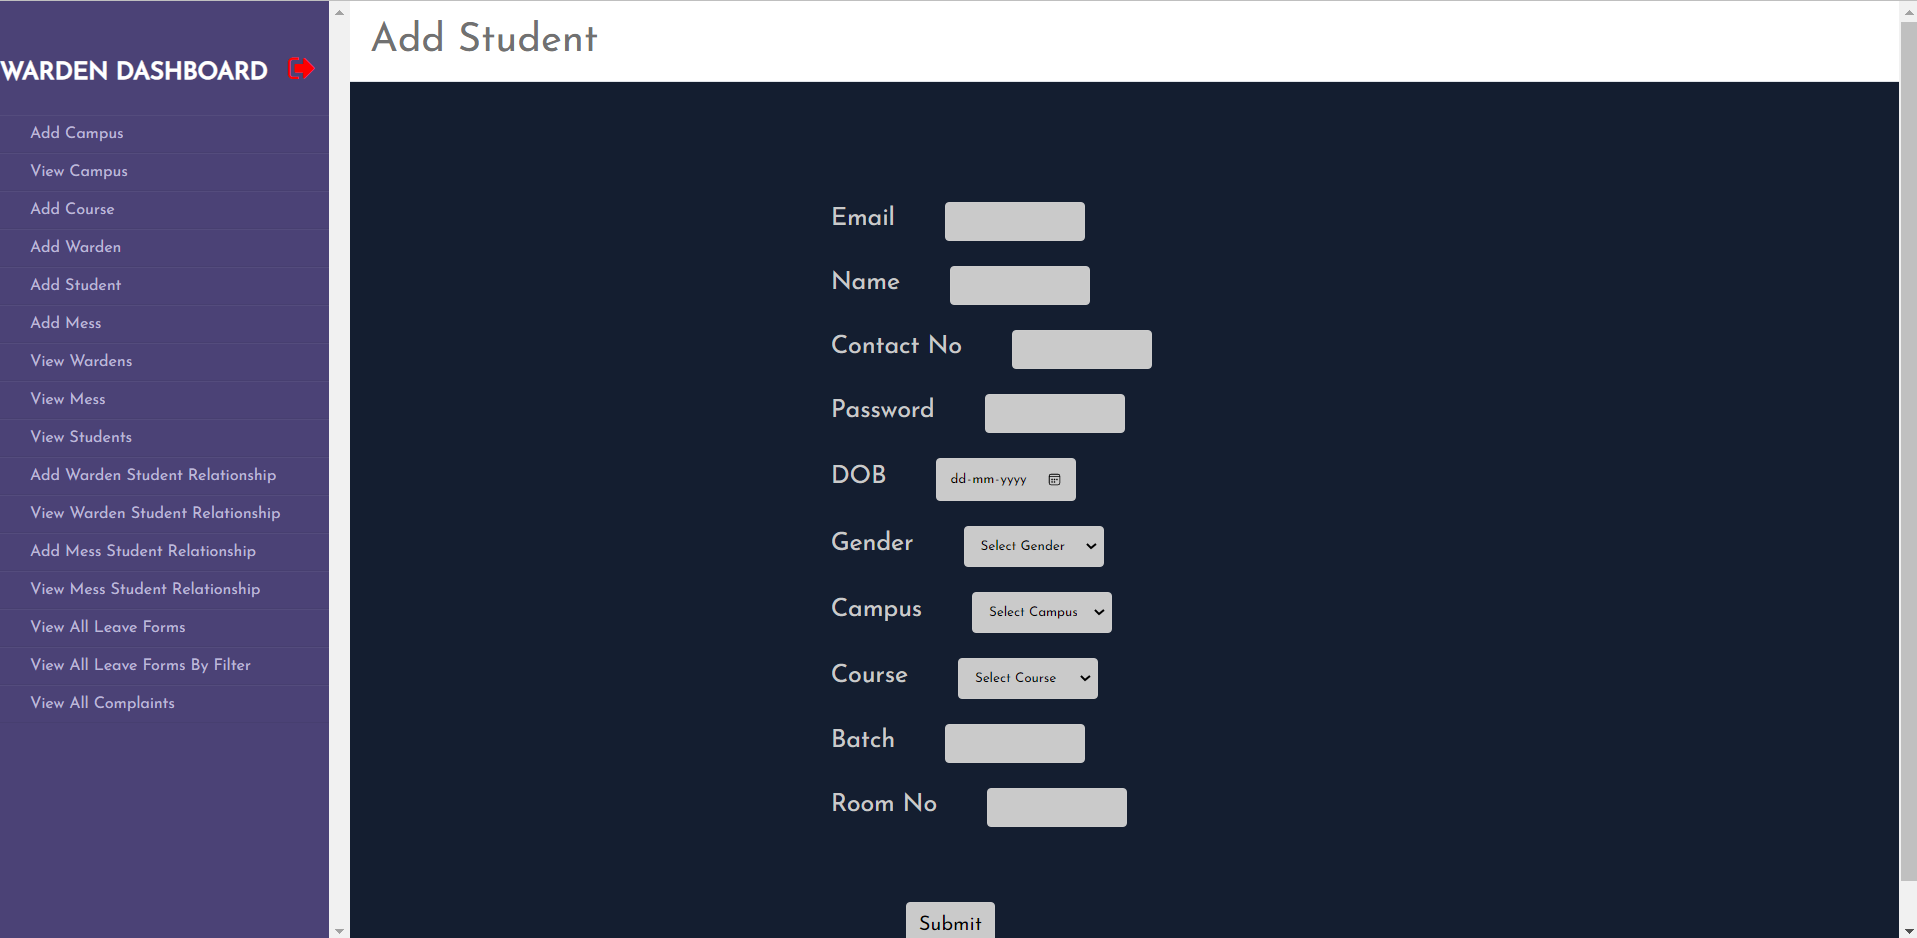 WARDEN DASHBOARD
Add Campus
View Campus
Add Course
Add Warden
Add Student
Add Mess
View Wardens
View Mess
View Students
Add Warden Student Relationship
View Warden Student Relationship
Add Mess Student Relationship
View Mess Student Relationship
View All Leave Forms
View All Leave Forms By Filter
View All Complaints
Add Student
Email
Name
Contact No
Password
DOB dd-mm-yyyy
Gender Select Gender
Campus Select Campus
Course Select Course
Batch
Room No
Submit